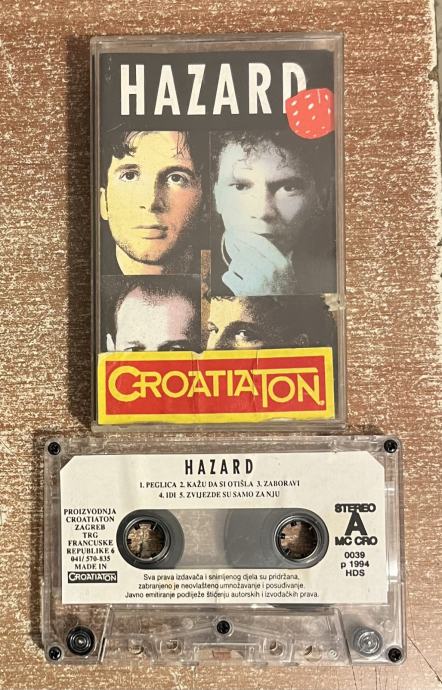 HAZARD
CROATIATON
HAZARD
1. PEGLICA 2. KAŽU DA SI OTIŠLA 3. ZABORAVI
4. IDI 5. ZVIJEZDE SU SAMO ZA NJU
PROIZVODNJA
CROATIATON
ZAGREB
TRG
FRANCUSKE
REPUBLIKE 6
041/ 570-835
MADE IN
CROATIATON
STEREO
A
MC CRO
0039
p 1994
HDS
Sva prava izdavača i snimljenog djela su pridržana,
zabranjeno je neovlašteno umnožavanje i posuđivanje.
Javno emitiranje podliježe štićenju autorskih i izvođačkih prava.